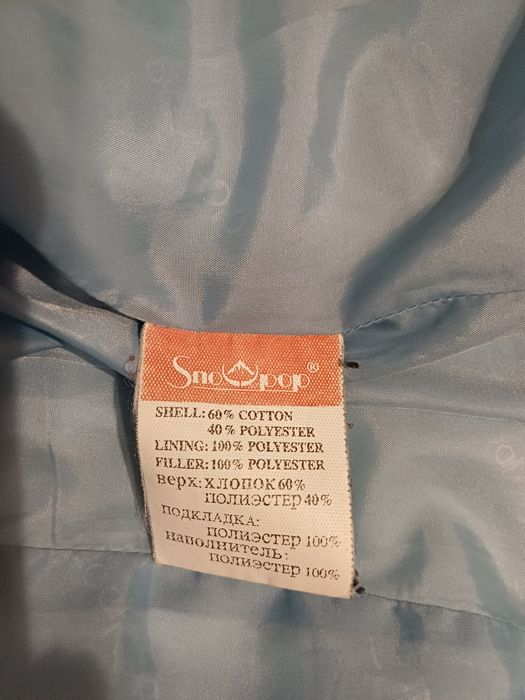 Snowpop®
SHELL: 60% COTTON
40% POLYESTER
LINING: 100% POLYESTER
FILLER: 100% POLYESTER
верх: хлопок 60%
полиэстер 40%
подкладка:
полиэстер 100%
наполнитель:
полиэстер 100%